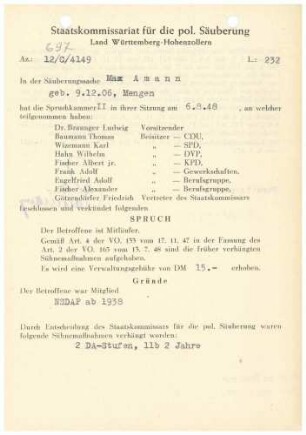 Staatskommissariat für die pol. Säuberung
Land Württemberg-Hohenzollern
697
Az.: 12/C/4149 L.: 232
In der Säuberungssache Max Amann
geb. 9.12.06, Mengen
hat die Spruchkammer II in ihrer Sitzung am 6.8.48, an welcher
teilgenommen haben:
Dr. Ludwig Vorsitzender
Baumann Thomas Beisitzer — CDU,
Wizemann Karl „ — SPD,
Hahn Wilhelm „ — DVP,
Fischer Albert jr. „ — KPD,
Frank Adolf „ — Gewerkschaften,
Engelfried Adolf „ — Berufsgruppe,
Fischer Alexander „ — Berufsgruppe,
Götzendörfer Friedrich Vertreter des Staatskommissars
beschlossen und verkündet folgenden
SPRUCH
Der Betroffene ist Mitläufer.
Gemäß Art. 4 der VO. 133 vom 17. 11. 47 in der Fassung des
Art. 2 der VO. 165 vom 13. 7. 48 sind die früher verhängten
Sühnemaßnahmen aufgehoben.
Es wird eine Verwaltungsgebühr von DM 15.- erhoben.
Gründe
Der Betroffene war Mitglied
NSDAP ab 1938
Durch Entscheidung des Staatskommissars für die pol. Säuberung waren
folgende Sühnemaßnahmen verhängt worden:
2 DA-Stufen, 11b 2 Jahre